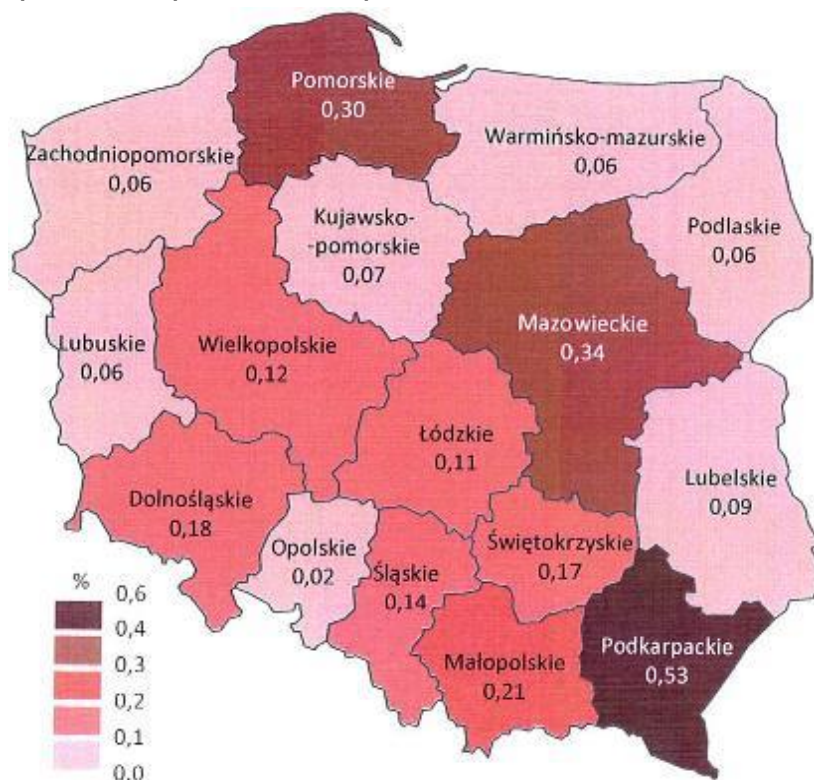 Pomorskie
0,30
Zachodniopomorskie
0,06
Warmińsko-mazurskie
0,06
Kujawsko-
-pomorskie
0,07
Podlaskie
0,06
Mazowieckie
0,34
Lubuskie
0,06
Wielkopolskie
0,12
Łódzkie
0,11
Lubelskie
0,09
Dolnośląskie
0,18
Opolskie
0,02
Śląskie
0,14
Świętokrzyskie
0,17
Małopolskie
0,21
Podkarpackie
0,53
%
0,6
0,4
0,3
0,2
0,1
0,0